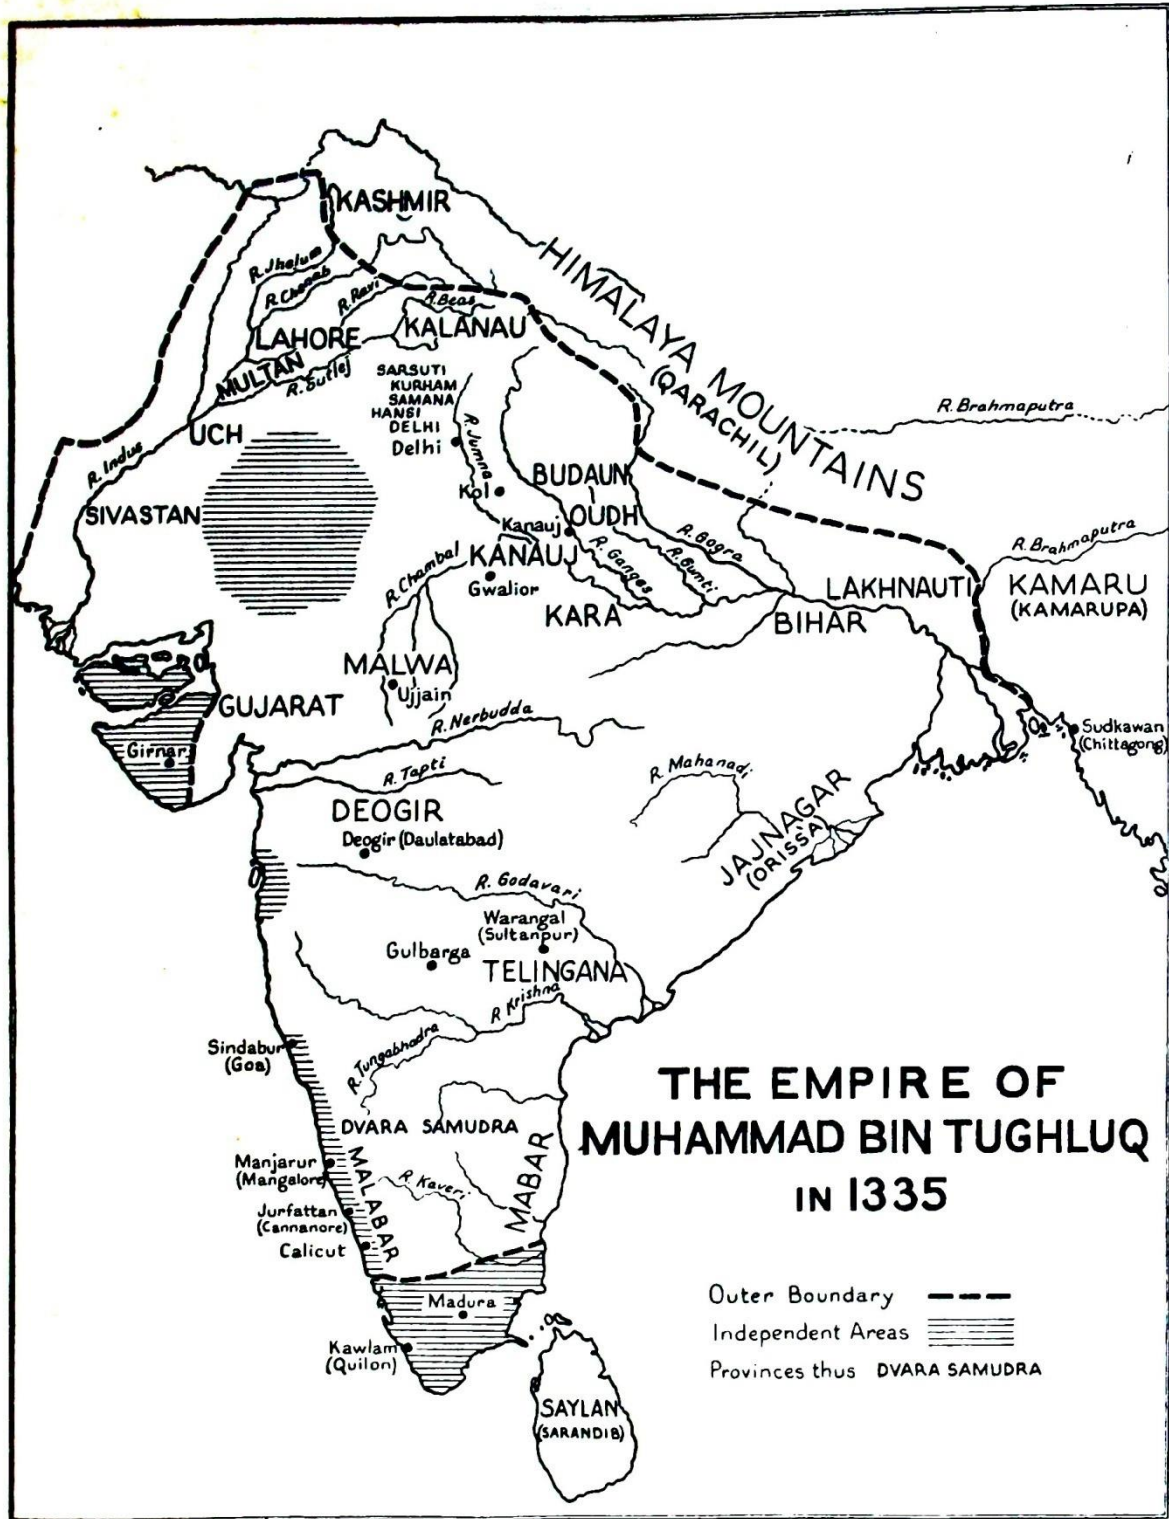 KASHMIR
HIMALAYA MOUNTAINS
(QARACHIL)
R. Jhelum
R. Chenab
R. Ravi
R. Beas
LAHORE
KALANAU
MULTAN
R. Sutlej
SARSUTI
KURHAM
SAMANA
HANSI
DELHI
Delhi
R. Jumna
R. Brahmaputra
UCH
R. Indus
SIVASTAN
Kol
BUDAUN
OUDH
Kanauj
KANAUJ
R. Gogra
R. Gumti
R. Ganges
R. Chambal
Gwalior
KARA
BIHAR
LAKHNAUTI
R. Brahmaputra
KAMARU
(KAMARUPA)
MALWA
Ujjain
GUJARAT
Girnar
R. Nerbudda
R. Tapti
Sudkawan
(Chittagong)
R. Mahanadi
JAJNAGAR
(ORISSA)
DEOGIR
Deogir (Daulatabad)
R. Godavari
Warangal
(Sultanpur)
Gulbarga
TELINGANA
R Krishna
Sindabur
(Goa)
R. Tungabhadra
DVARA SAMUDRA
Manjarur
(Mangalore)
MALABAR
R. Kaveri
MABAR
Jurfattan
(Cannanore)
Calicut
Madura
Kawlam
(Quilon)
SAYLAN
(SARANDIB)
THE EMPIRE OF
MUHAMMAD BIN TUGHLUQ
IN 1335
Outer Boundary
Independent Areas
Provinces thus DVARA SAMUDRA